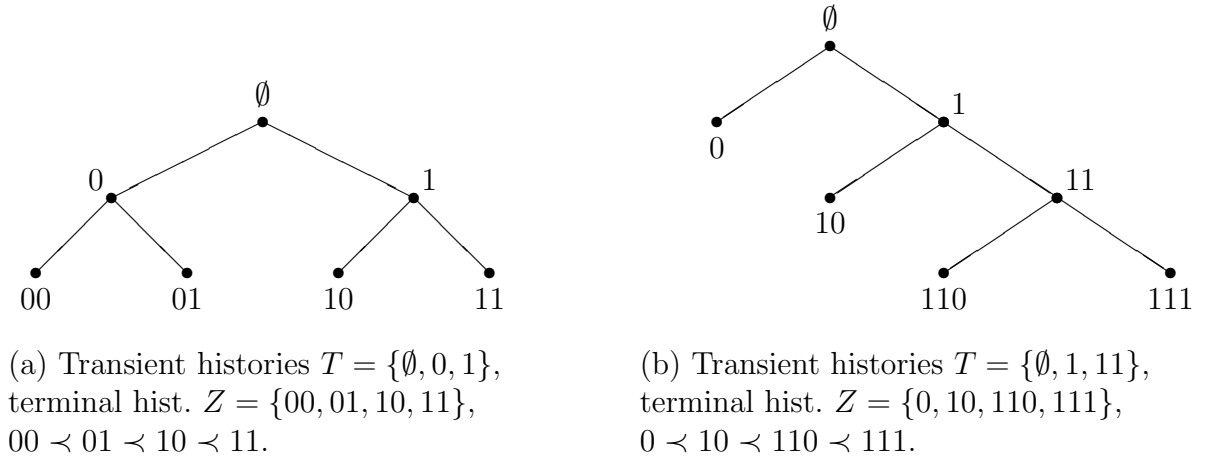 ∅
0
1
00
01
10
11
(a) Transient histories T = {∅, 0, 1},
terminal hist. Z = {00, 01, 10, 11},
00 ≺ 01 ≺ 10 ≺ 11.
∅
1
0
11
10
110
111
(b) Transient histories T = {∅, 1, 11},
terminal hist. Z = {0, 10, 110, 111},
0 ≺ 10 ≺ 110 ≺ 111.